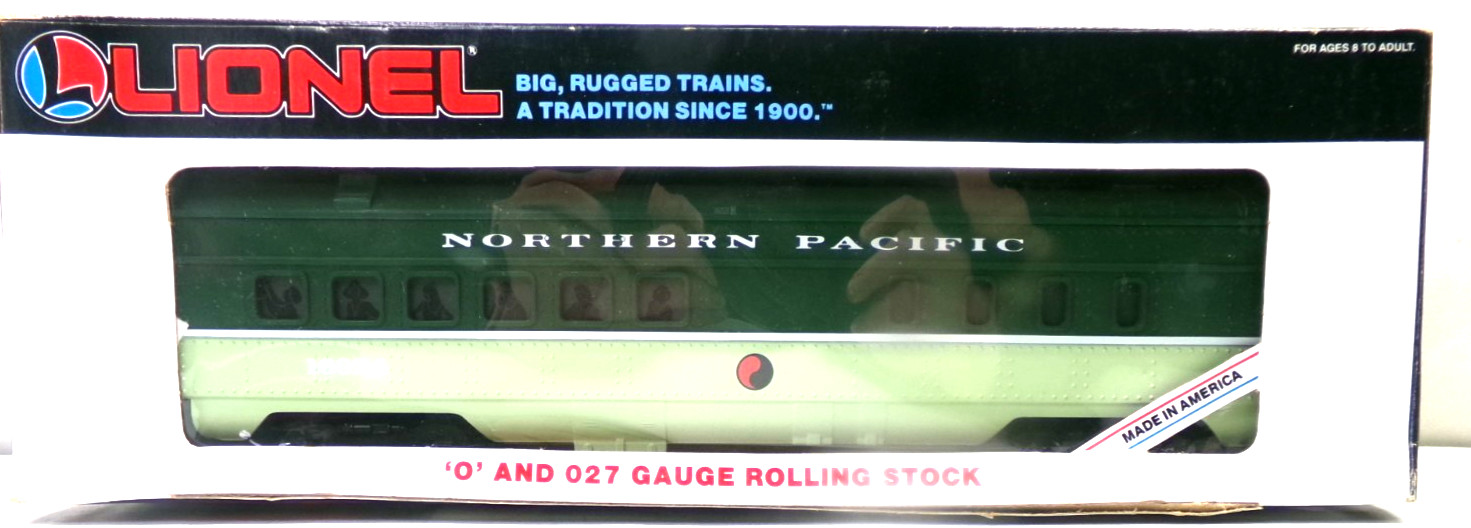 LIONEL®
BIG, RUGGED TRAINS.
A TRADITION SINCE 1900.™
FOR AGES 8 TO ADULT.
NORTHERN PACIFIC
MADE IN AMERICA
'O' AND 027 GAUGE ROLLING STOCK